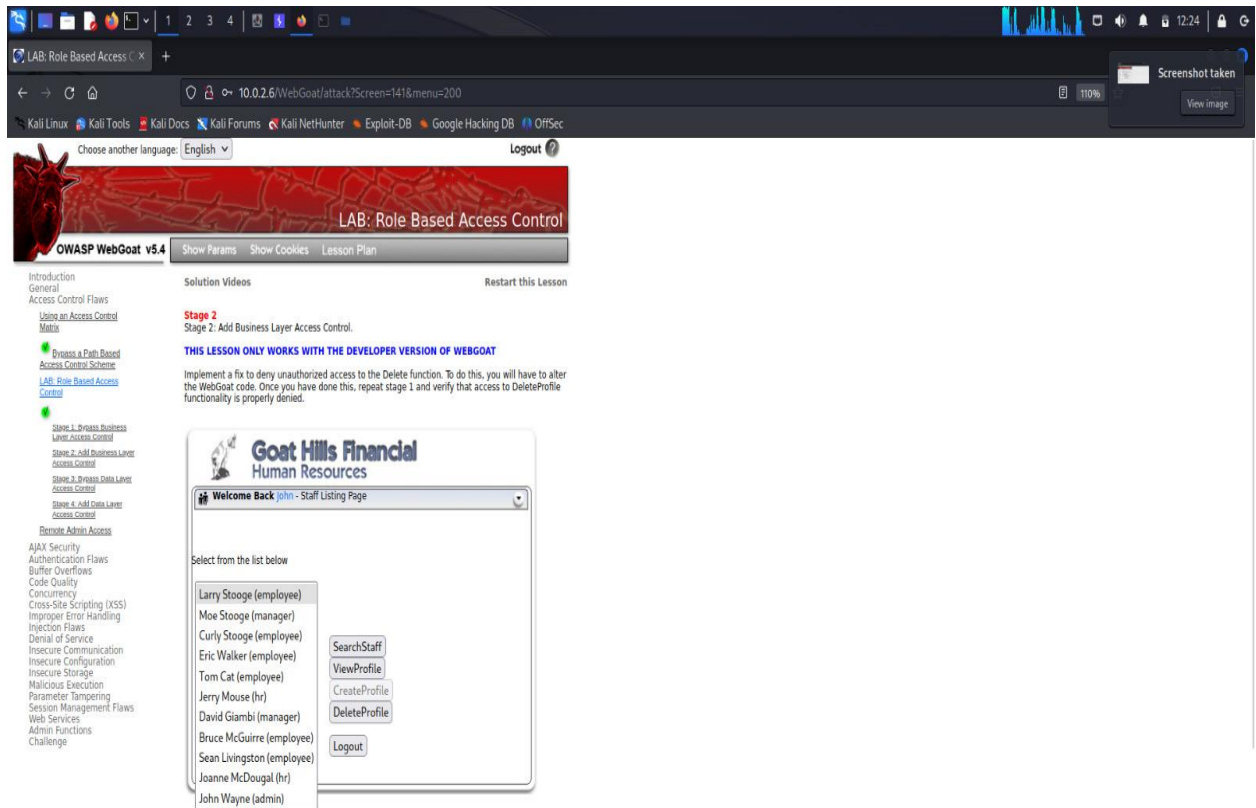 1 2 3 4
12:24
LAB: Role Based Access C
Screenshot taken
View image
10.0.2.6/WebGoat/attack?Screen=141&menu=200
110%
Kali Linux Kali Tools Kali Docs Kali Forums Kali NetHunter Exploit-DB Google Hacking DB OffSec
Choose another language: English
Logout ?
LAB: Role Based Access Control
OWASP WebGoat v5.4
Show Params Show Cookies Lesson Plan
Introduction
General
Access Control Flaws
Using an Access Control
Matrix
Bypass a Path Based
Access Control Scheme
LAB: Role Based Access
Control
Stage 1: Bypass Business
Layer Access Control
Stage 2: Add Business Layer
Access Control
Stage 3: Bypass Data Layer
Access Control
Stage 4: Add Data Layer
Access Control
Remote Admin Access
AJAX Security
Authentication Flaws
Buffer Overflows
Code Quality
Concurrency
Cross-Site Scripting (XSS)
Improper Error Handling
Injection Flaws
Denial of Service
Insecure Communication
Insecure Configuration
Insecure Storage
Malicious Execution
Parameter Tampering
Session Management Flaws
Web Services
Admin Functions
Challenge
Solution Videos
Restart this Lesson
Stage 2
Stage 2: Add Business Layer Access Control.
THIS LESSON ONLY WORKS WITH THE DEVELOPER VERSION OF WEBGOAT
Implement a fix to deny unauthorized access to the Delete function. To do this, you will have to alter
the WebGoat code. Once you have done this, repeat stage 1 and verify that access to DeleteProfile
functionality is properly denied.
Goat Hills Financial
Human Resources
Welcome Back John - Staff Listing Page
Select from the list below
Larry Stooge (employee)
Moe Stooge (manager)
Curly Stooge (employee)
Eric Walker (employee)
Tom Cat (employee)
Jerry Mouse (hr)
David Giambi (manager)
Bruce McGuirre (employee)
Sean Livingston (employee)
Joanne McDougal (hr)
John Wayne (admin)
SearchStaff
ViewProfile
CreateProfile
DeleteProfile
Logout